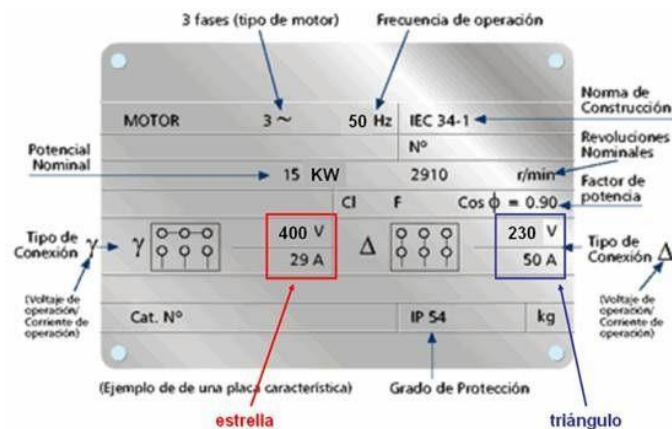 3 fases (tipo de motor)
Frecuencia de operación
MOTOR 3 ~ 50 Hz IEC 34-1
Norma de
Construcción
Nº
Revoluciones
Nominales
Potencial
Nominal
15 KW 2910 r/min
Factor de
potencia
Cl F Cos ϕ = 0.90
Tipo de
Conexión γ
γ 400 V
29 A
Δ 230 V
50 A
Tipo de
Conexión Δ
(Voltaje de
operación/
Corriente de
operación)
(Voltaje de
operación/
Corriente de
operación)
Cat. Nº IP 54 kg
(Ejemplo de de una placa característica)
Grado de Protección
estrella
triángulo